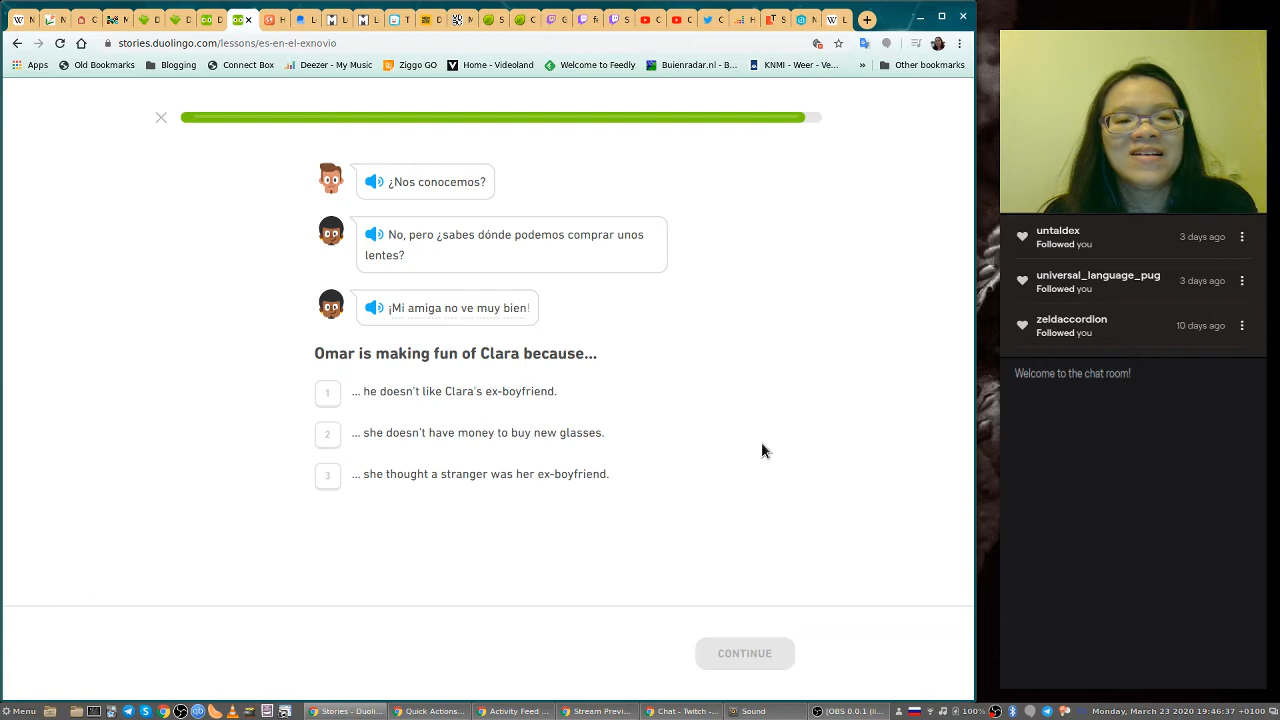 stories.duolingo.com/lessons/es-en-el-exnovio
Apps Old Bookmarks Blogging Connect Box Deezer - My Music Ziggo GO Home - Videoland Welcome to Feedly Buienradar.nl - B... KNMI - Weer - Ve... » Other bookmarks
¿Nos conocemos?
No, pero ¿sabes dónde podemos comprar unos
lentes?
¡Mi amiga no ve muy bien!
Omar is making fun of Clara because...
1 ... he doesn't like Clara's ex-boyfriend.
2 ... she doesn't have money to buy new glasses.
3 ... she thought a stranger was her ex-boyfriend.
CONTINUE
untaldex 3 days ago
Followed you
universal_language_pug 3 days ago
Followed you
zeldaccordion 10 days ago
Followed you
Welcome to the chat room!
Menu Stories - Duoli... Quick Actions... Activity Feed ... Stream Previ... Chat - Twitch -... Sound JOBS 0.0.1 (li... 100% Monday, March 23 2020, 19:46:37 +0100